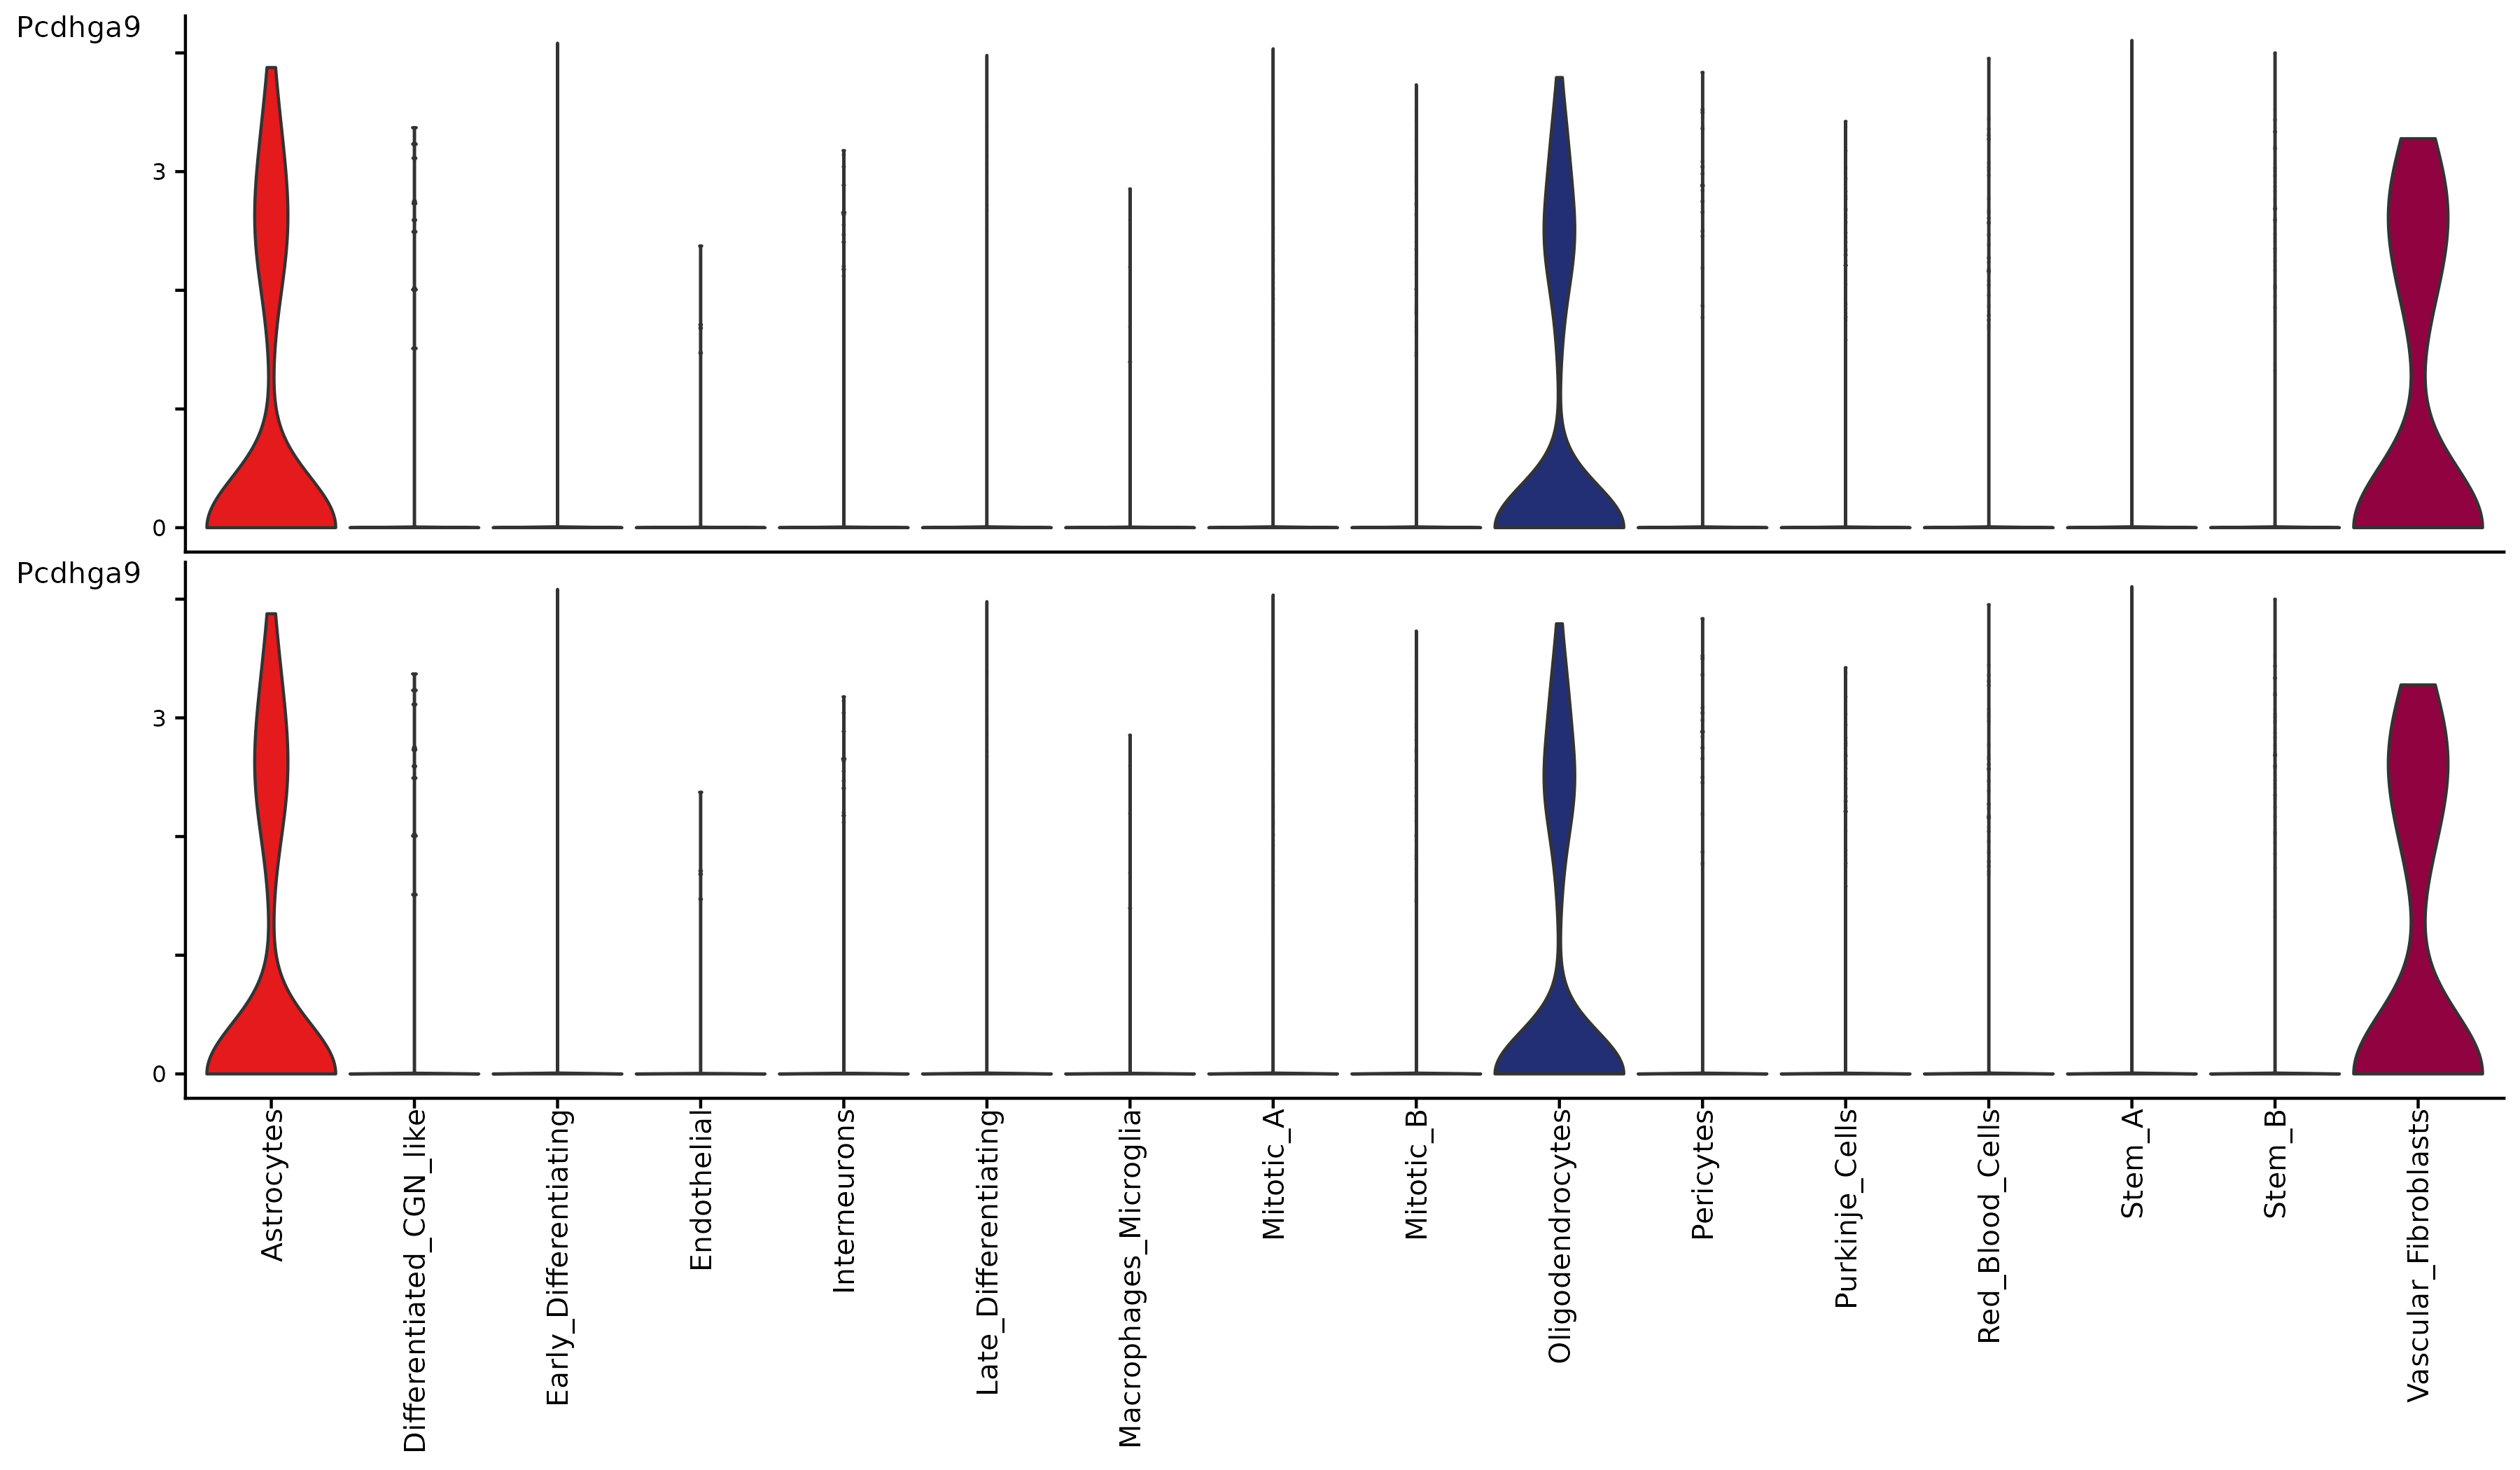 Pcdhga9
3
0
Pcdhga9
3
0
Astrocytes
Differentiated_CGN_like
Early_Differentiating
Endothelial
Interneurons
Late_Differentiating
Macrophages_Microglia
Mitotic_A
Mitotic_B
Oligodendrocytes
Pericytes
Purkinje_Cells
Red_Blood_Cells
Stem_A
Stem_B
Vascular_Fibroblasts